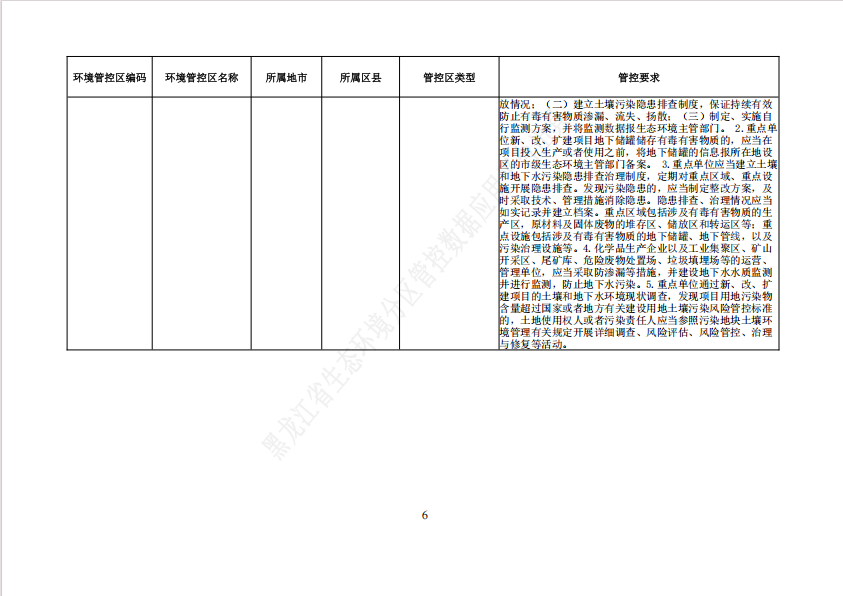 环境管控区编码 环境管控区名称 所属地市 所属区县 管控区类型 管控要求
放情况；（二）建立土壤污染隐患排查制度，保证持续有效
防止有毒有害物质渗漏、流失、扬散；（三）制定、实施自
行监测方案，并将监测数据报生态环境主管部门。 2.重点单
位新、改、扩建项目地下储罐储存有毒有害物质的，应当在
项目投入生产或者使用之前，将地下储罐的信息报所在地设
区的市级生态环境主管部门备案。 3.重点单位应当建立土壤
和地下水污染隐患排查治理制度，定期对重点区域、重点设
施开展隐患排查。发现污染隐患的，应当制定整改方案，及
时采取技术、管理措施消除隐患。隐患排查、治理情况应当
如实记录并建立档案。重点区域包括涉及有毒有害物质的生
产区，原材料及固体废物的堆存区、储放区和转运区等；重
点设施包括涉及有毒有害物质的地下储罐、地下管线，以及
污染治理设施等。4.化学品生产企业以及工业集聚区、矿山
开采区、尾矿库、危险废物处置场、垃圾填埋场等的运营、
管理单位，应当采取防渗漏等措施，并建设地下水水质监测
井进行监测，防止地下水污染。5.重点单位通过新、改、扩
建项目的土壤和地下水环境现状调查，发现项目用地污染物
含量超过国家或者地方有关建设用地土壤污染风险管控标准
的，土地使用权人或者污染责任人应当参照污染地块土壤环
境管理有关规定开展详细调查、风险评估、风险管控、治理
与修复等活动。
黑龙江省生态环境分区管控数据应用
6